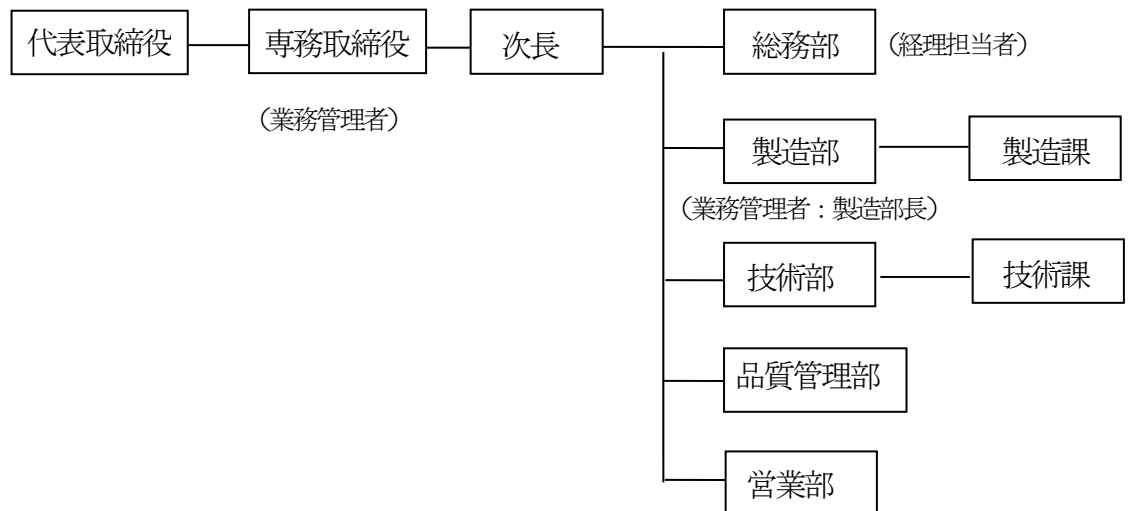 代表取締役
専務取締役
次長
総務部
（経理担当者）
（業務管理者）
製造部
製造課
（業務管理者：製造部長）
技術部
技術課
品質管理部
営業部